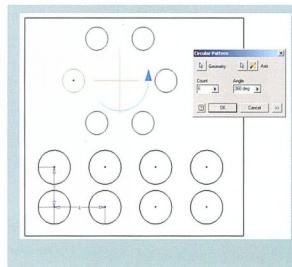 Circular Pattern
Geometry Axis
Count Angle
6 360 deg
OK Cancel >>